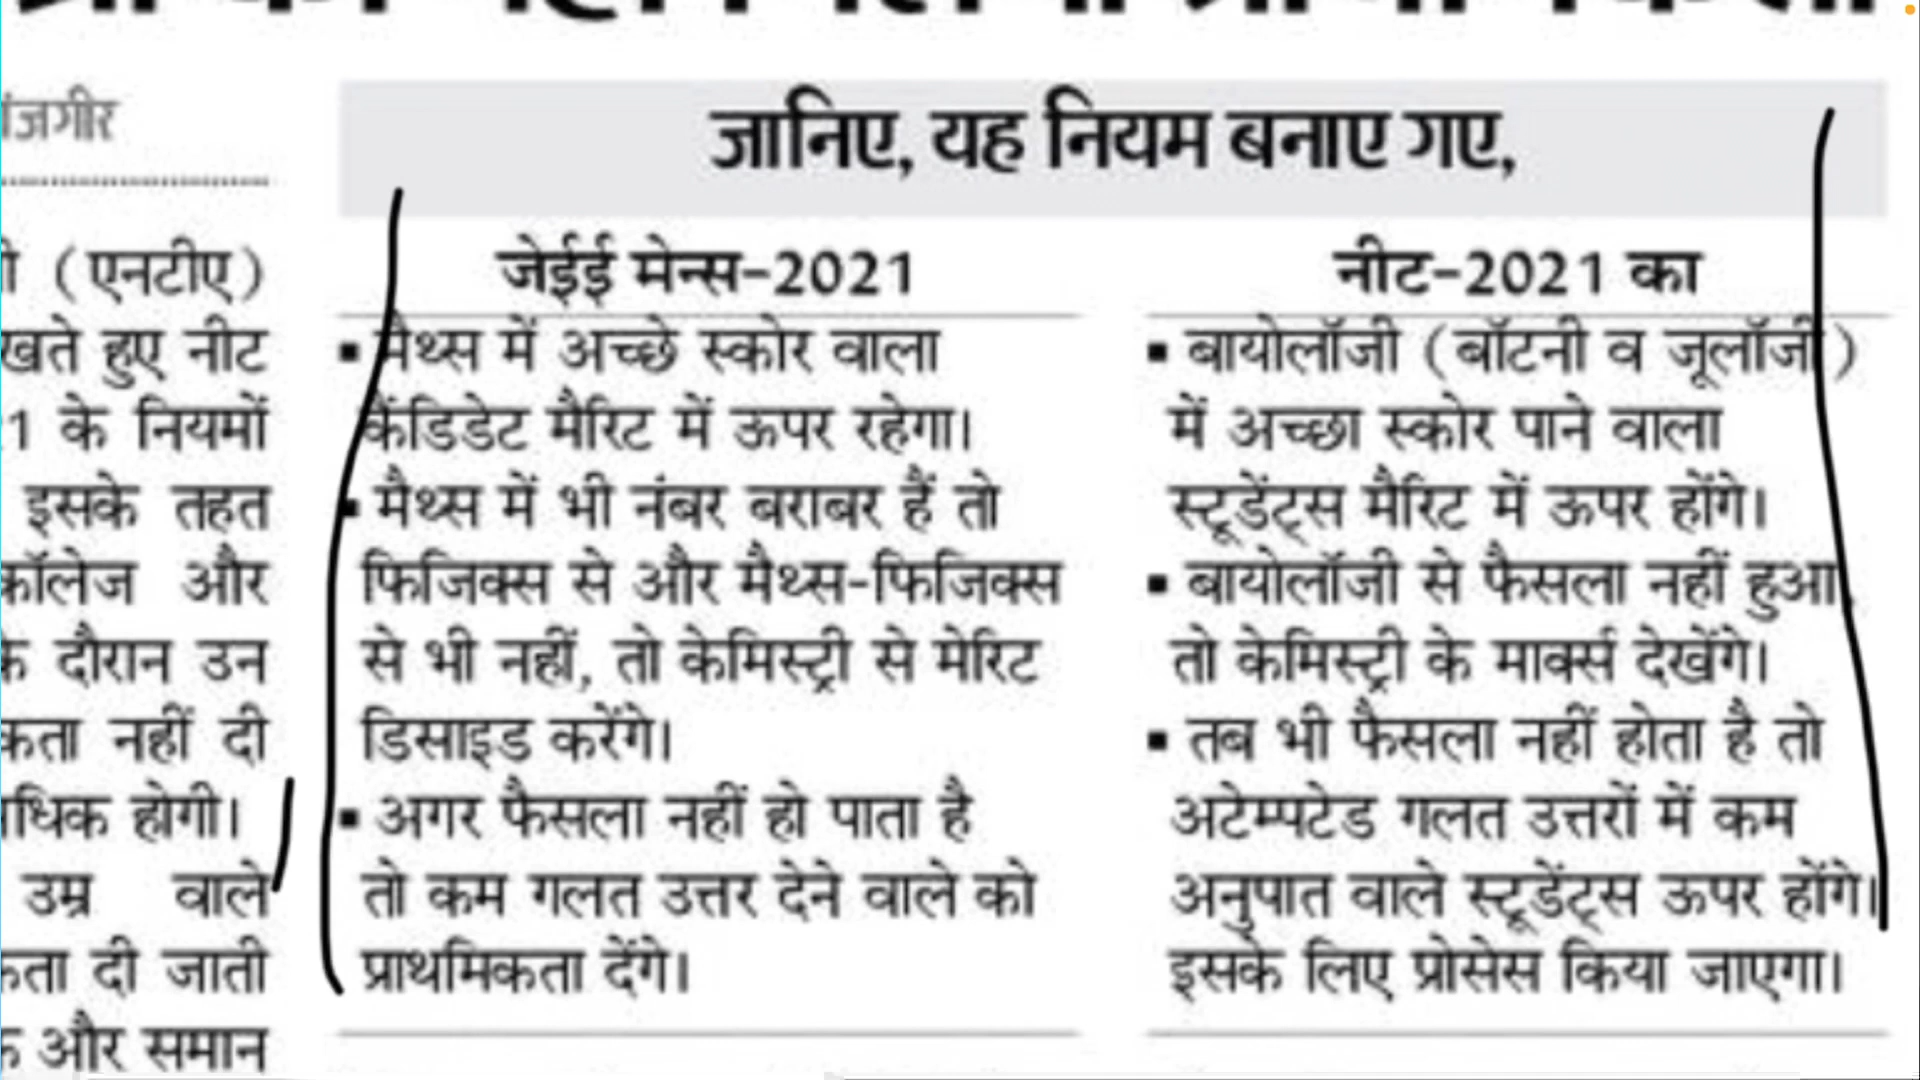 जानिए, यह नियम बनाए गए,
ंजगीर
(एनटीए)
खते हुए नीट
1 के नियमों
इसके तहत
कॉलेज और
दौरान उन
कता नहीं दी
धिक होगी।
उम्र वाले
कता दी जाती
और समान
जेईई मेन्स-2021
▪ मैथ्स में अच्छे स्कोर वाला
कैंडिडेट मैरिट में ऊपर रहेगा।
▪ मैथ्स में भी नंबर बराबर हैं तो
फिजिक्स से और मैथ्स-फिजिक्स
से भी नहीं, तो केमिस्ट्री से मेरिट
डिसाइड करेंगे।
▪ अगर फैसला नहीं हो पाता है
तो कम गलत उत्तर देने वाले को
प्राथमिकता देंगे।
नीट-2021 का
▪ बायोलॉजी (बॉटनी व जूलॉजी)
में अच्छा स्कोर पाने वाला
स्टूडेंट्स मैरिट में ऊपर होंगे।
▪ बायोलॉजी से फैसला नहीं हुआ,
तो केमिस्ट्री के मार्क्स देखेंगे।
▪ तब भी फैसला नहीं होता है तो
अटेम्पटेड गलत उत्तरों में कम
अनुपात वाले स्टूडेंट्स ऊपर होंगे।
इसके लिए प्रोसेस किया जाएगा।